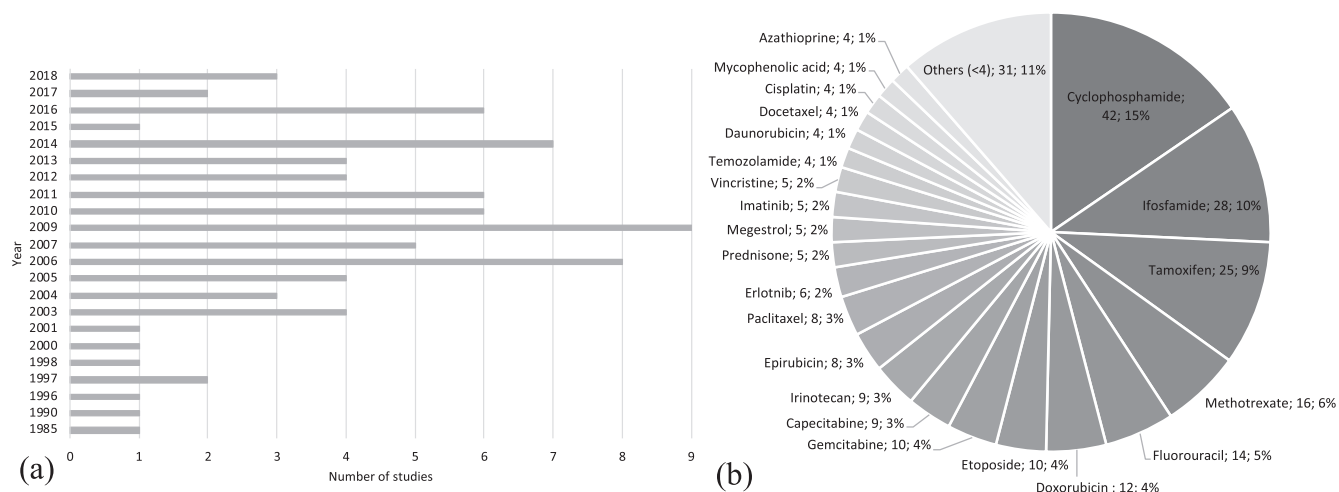 2018
2017
2016
2015
2014
2013
2012
2011
2010
2009
2007
2006
2005
2004
2003
2001
2000
1998
1997
1996
1990
1985
Year
0 1 2 3 4 5 6 7 8 9
Number of studies
(a)
Cyclophosphamide;
42; 15%
Ifosfamide; 28; 10%
Tamoxifen; 25; 9%
Methotrexate; 16; 6%
Fluorouracil; 14; 5%
Doxorubicin ; 12; 4%
Etoposide; 10; 4%
Gemcitabine; 10; 4%
Capecitabine; 9; 3%
Irinotecan; 9; 3%
Epirubicin; 8; 3%
Paclitaxel; 8; 3%
Erlotnib; 6; 2%
Prednisone; 5; 2%
Megestrol; 5; 2%
Imatinib; 5; 2%
Vincristine; 5; 2%
Temozolamide; 4; 1%
Daunorubicin; 4; 1%
Docetaxel; 4; 1%
Cisplatin; 4; 1%
Mycophenolic acid; 4; 1%
Azathioprine; 4; 1%
Others (<4); 31; 11%
(b)